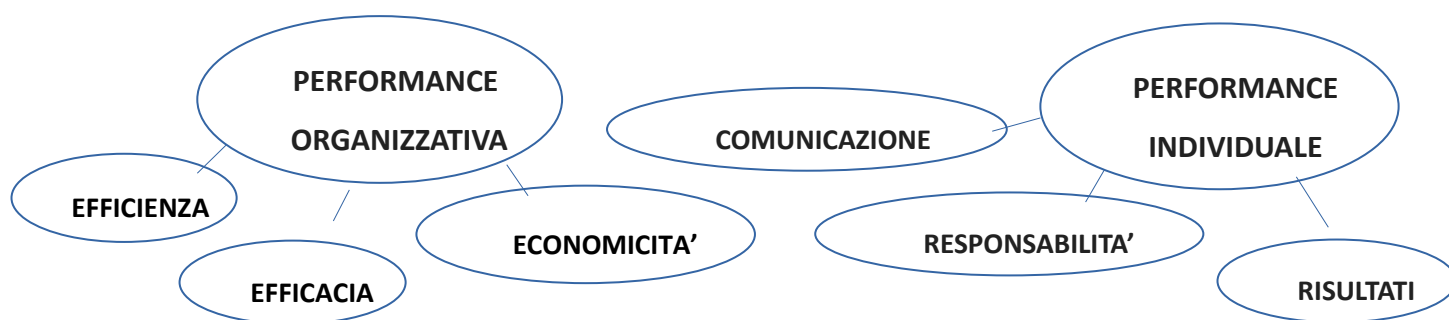 PERFORMANCE
ORGANIZZATIVA
EFFICIENZA
EFFICACIA
ECONOMICITA’
PERFORMANCE
INDIVIDUALE
COMUNICAZIONE
RESPONSABILITA’
RISULTATI